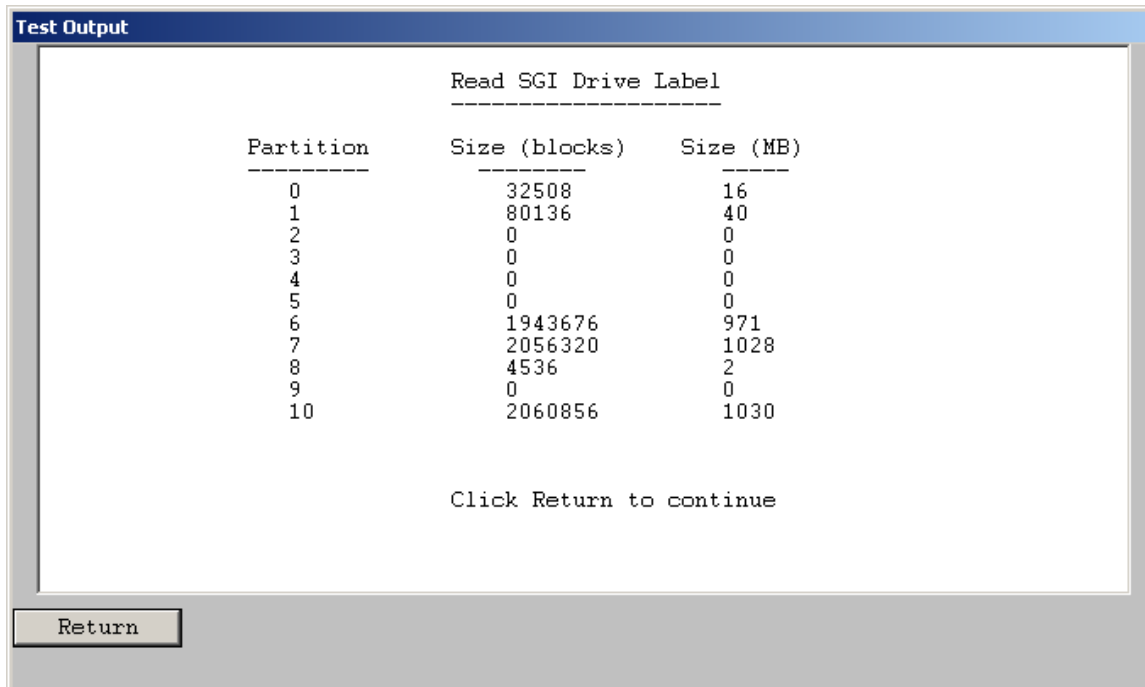 Test Output
Read SGI Drive Label
--------------------
Partition Size (blocks) Size (MB)
--------- -------- -----
0 32508 16
1 80136 40
2 0 0
3 0 0
4 0 0
5 0 0
6 1943676 971
7 2056320 1028
8 4536 2
9 0 0
10 2060856 1030
Click Return to continue
Return